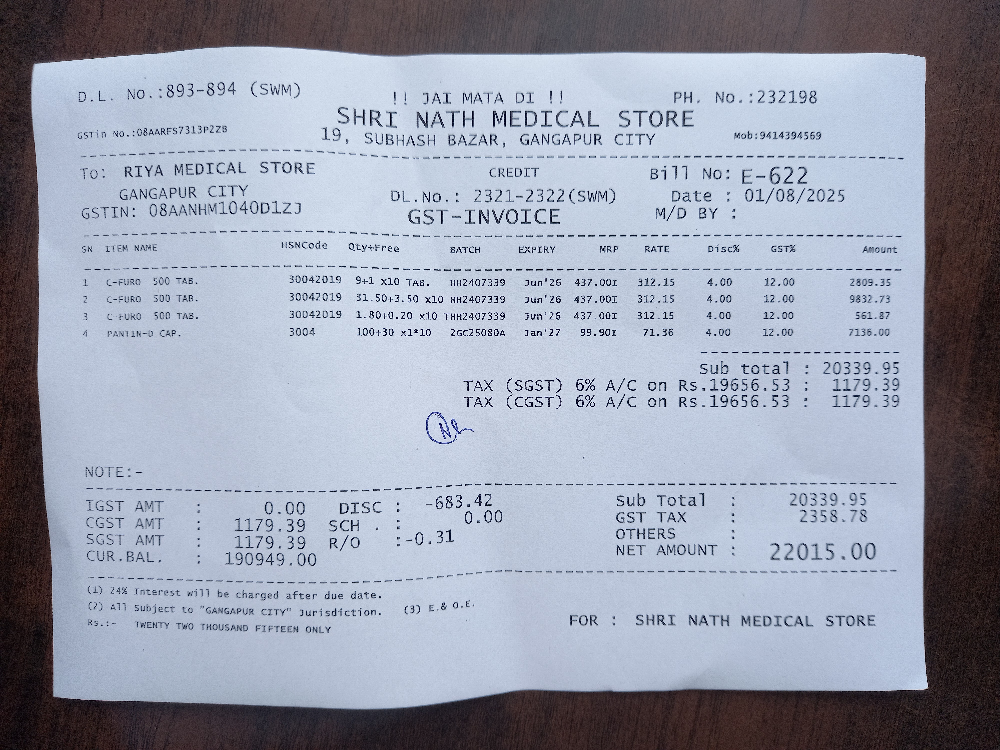 D.L. No.:893-894 (SWM)
!! JAI MATA DI !!
PH. No.:232198
SHRI NATH MEDICAL STORE
GSTin No.:08AARFS7313P2ZB
19, SUBHASH BAZAR, GANGAPUR CITY
Mob:9414394569
To: RIYA MEDICAL STORE
CREDIT
Bill No: E-622
GANGAPUR CITY
DL.No.: 2321-2322(SWM)
Date : 01/08/2025
GSTIN: 08AANHM1040D1ZJ
GST-INVOICE
M/D BY :
SN ITEM NAME HSNCode Qty+Free BATCH EXPIRY MRP RATE Disc% GST% Amount
1 C-FURO 500 TAB. 30042019 9+1 x10 TAB. HH2407339 Jun'26 437.00I 312.15 4.00 12.00 2809.35
2 C-FURO 500 TAB. 30042019 31.50+3.50 x10 HH2407339 Jun'26 437.00I 312.15 4.00 12.00 9832.73
3 C-FURO 500 TAB. 30042019 1.80+0.20 x10 HH2407339 Jun'26 437.00I 312.15 4.00 12.00 561.87
4 PANTIN-D CAP. 3004 100+30 x1*10 2GC25080A Jan'27 99.90I 71.36 4.00 12.00 7136.00
Sub total : 20339.95
TAX (SGST) 6% A/C on Rs.19656.53 : 1179.39
TAX (CGST) 6% A/C on Rs.19656.53 : 1179.39
NOTE:-
IGST AMT : 0.00 DISC : -683.42 Sub Total : 20339.95
CGST AMT : 1179.39 SCH . : 0.00 GST TAX : 2358.78
SGST AMT : 1179.39 R/O :-0.31 OTHERS :
CUR.BAL. : 190949.00 NET AMOUNT : 22015.00
(1) 24% Interest will be charged after due date.
(2) All Subject to "GANGAPUR CITY" Jurisdiction. (3) E.& O.E.
Rs.:- TWENTY TWO THOUSAND FIFTEEN ONLY
FOR : SHRI NATH MEDICAL STORE